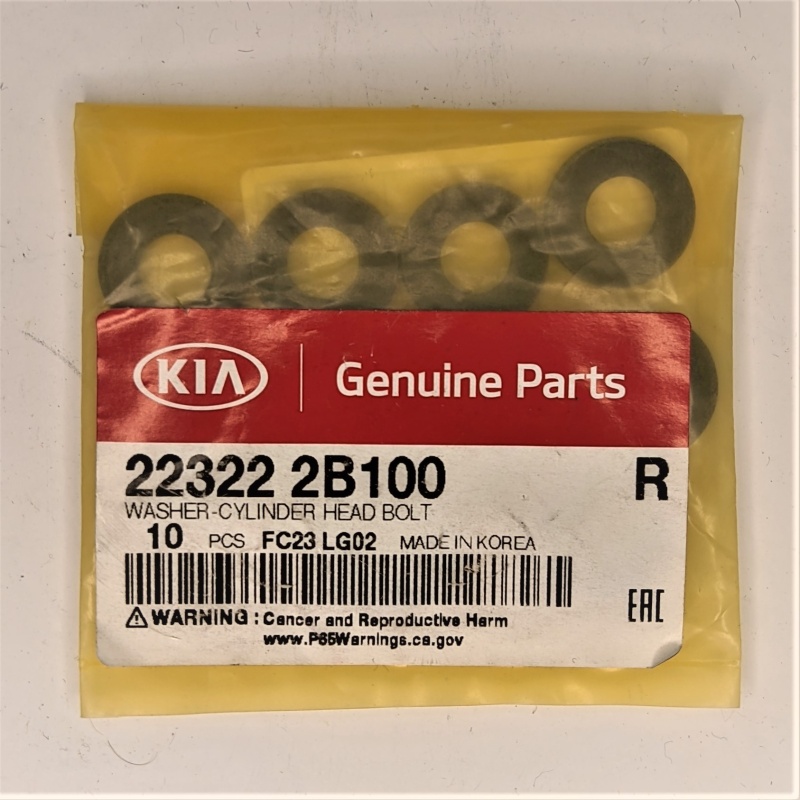 KIA Genuine Parts
22322 2B100 R
WASHER-CYLINDER HEAD BOLT
10 PCS FC23 LG02 MADE IN KOREA
EAC
⚠ WARNING : Cancer and Reproductive Harm
www.P65Warnings.ca.gov